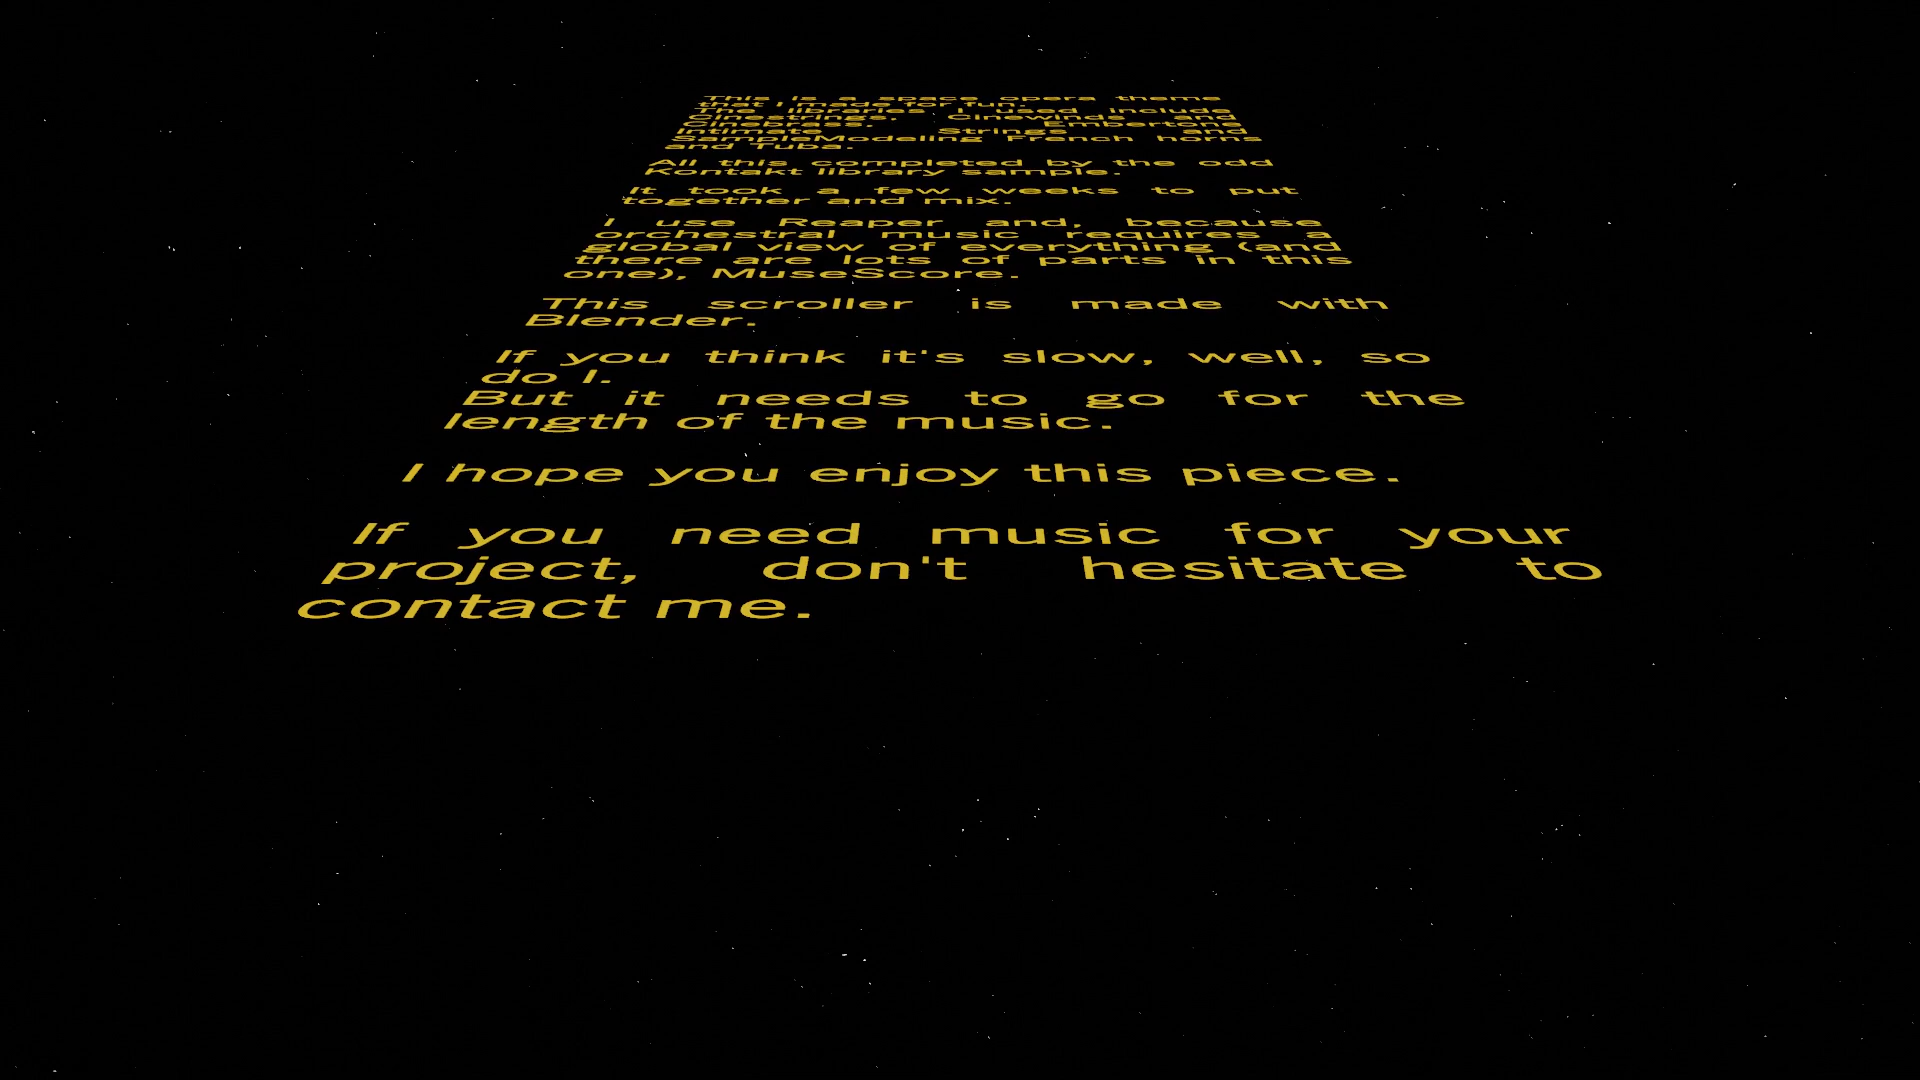 This is a space opera theme
that I made for fun.
The libraries I used include
Cinestrings, Cinewinds and
Cinebrass, Embertone
Intimate Strings and
SampleModeling French horns
and Tuba.
All this completed by the odd
Kontakt library sample.
It took a few weeks to put
together and mix.
I use Reaper and, because
orchestral music requires a
global view of everything (and
there are lots of parts in this
one), MuseScore.
This scroller is made with
Blender.
If you think it's slow, well, so
do I.
But it needs to go for the
length of the music.
I hope you enjoy this piece.
If you need music for your
project, don't hesitate to
contact me.